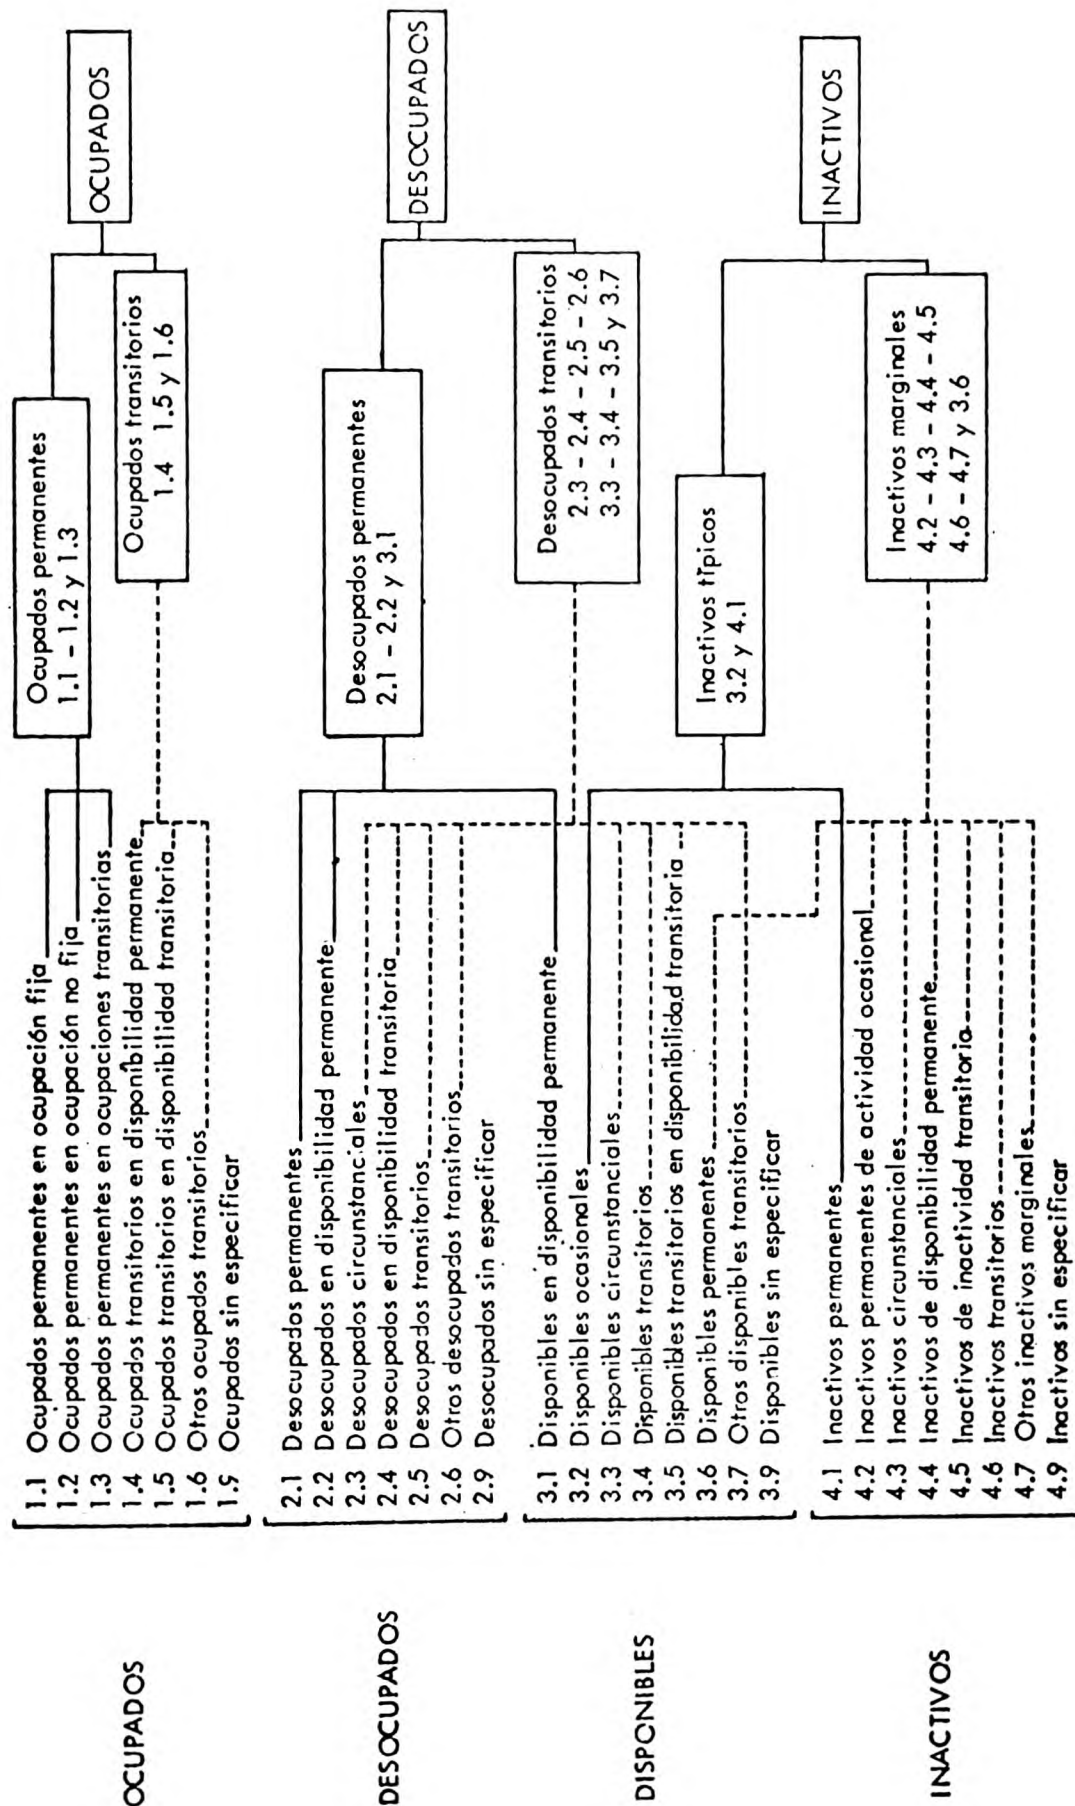 OCUPADOS
1.1 Ocupados permanentes en ocupación fija
1.2 Ocupados permanentes en ocupación no fija
1.3 Ocupados permanentes en ocupaciones transitorias
1.4 Ocupados transitorios en disponibilidad permanente
1.5 Ocupados transitorios en disponibilidad transitoria
1.6 Otros ocupados transitorios
1.9 Ocupados sin especificar
Ocupados permanentes
1.1 - 1.2 y 1.3
Ocupados transitorios
1.4 1.5 y 1.6
OCUPADOS
DESOCUPADOS
2.1 Desocupados permanentes
2.2 Desocupados en disponibilidad permanente
2.3 Desocupados circunstanciales
2.4 Desocupados en disponibilidad transitoria
2.5 Desocupados transitorios
2.6 Otros desocupados transitorios
2.9 Desocupados sin especificar
Desocupados permanentes
2.1 - 2.2 y 3.1
Desocupados transitorios
2.3 - 2.4 - 2.5 - 2.6
3.3 - 3.4 - 3.5 y 3.7
DESOCUPADOS
DISPONIBLES
3.1 Disponibles en disponibilidad permanente
3.2 Disponibles ocasionales
3.3 Disponibles circunstanciales
3.4 Disponibles transitorios
3.5 Disponibles transitorios en disponibilidad transitoria
3.6 Disponibles permanentes
3.7 Otros disponibles transitorios
3.9 Disponibles sin especificar
Inactivos típicos
3.2 y 4.1
INACTIVOS
4.1 Inactivos permanentes
4.2 Inactivos permanentes de actividad ocasional
4.3 Inactivos circunstanciales
4.4 Inactivos de disponibilidad permanente
4.5 Inactivos de inactividad transitoria
4.6 Inactivos transitorios
4.7 Otros inactivos marginales
4.9 Inactivos sin especificar
Inactivos marginales
4.2 - 4.3 - 4.4 - 4.5
4.6 - 4.7 y 3.6
INACTIVOS